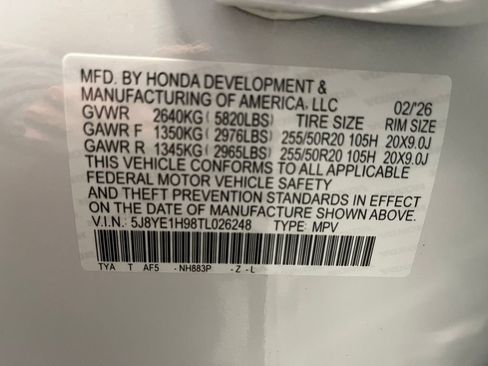 MFD. BY HONDA DEVELOPMENT &
MANUFACTURING OF AMERICA, LLC 02/'26
GVWR 2640KG (5820LBS) TIRE SIZE RIM SIZE
GAWR F 1350KG (2976LBS) 255/50R20 105H 20X9.0J
GAWR R 1345KG (2965LBS) 255/50R20 105H 20X9.0J
THIS VEHICLE CONFORMS TO ALL APPLICABLE
FEDERAL MOTOR VEHICLE SAFETY
AND THEFT PREVENTION STANDARDS IN EFFECT
ON THE DATE OF MANUFACTURE SHOWN ABOVE.
V.I.N.: 5J8YE1H98TL026248 TYPE: MPV
TYA T AF5 -NH883P -Z-L